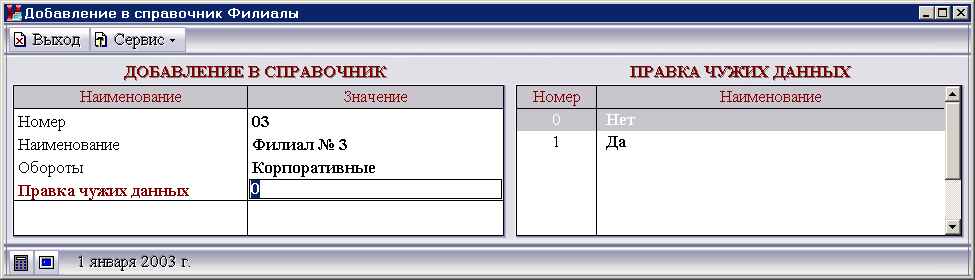 Добавление в справочник Филиалы
Выход Сервис
ДОБАВЛЕНИЕ В СПРАВОЧНИК
Наименование Значение
Номер 03
Наименование Филиал № 3
Обороты Корпоративные
Правка чужих данных 0
ПРАВКА ЧУЖИХ ДАННЫХ
Номер Наименование
0 Нет
1 Да
1 января 2003 г.